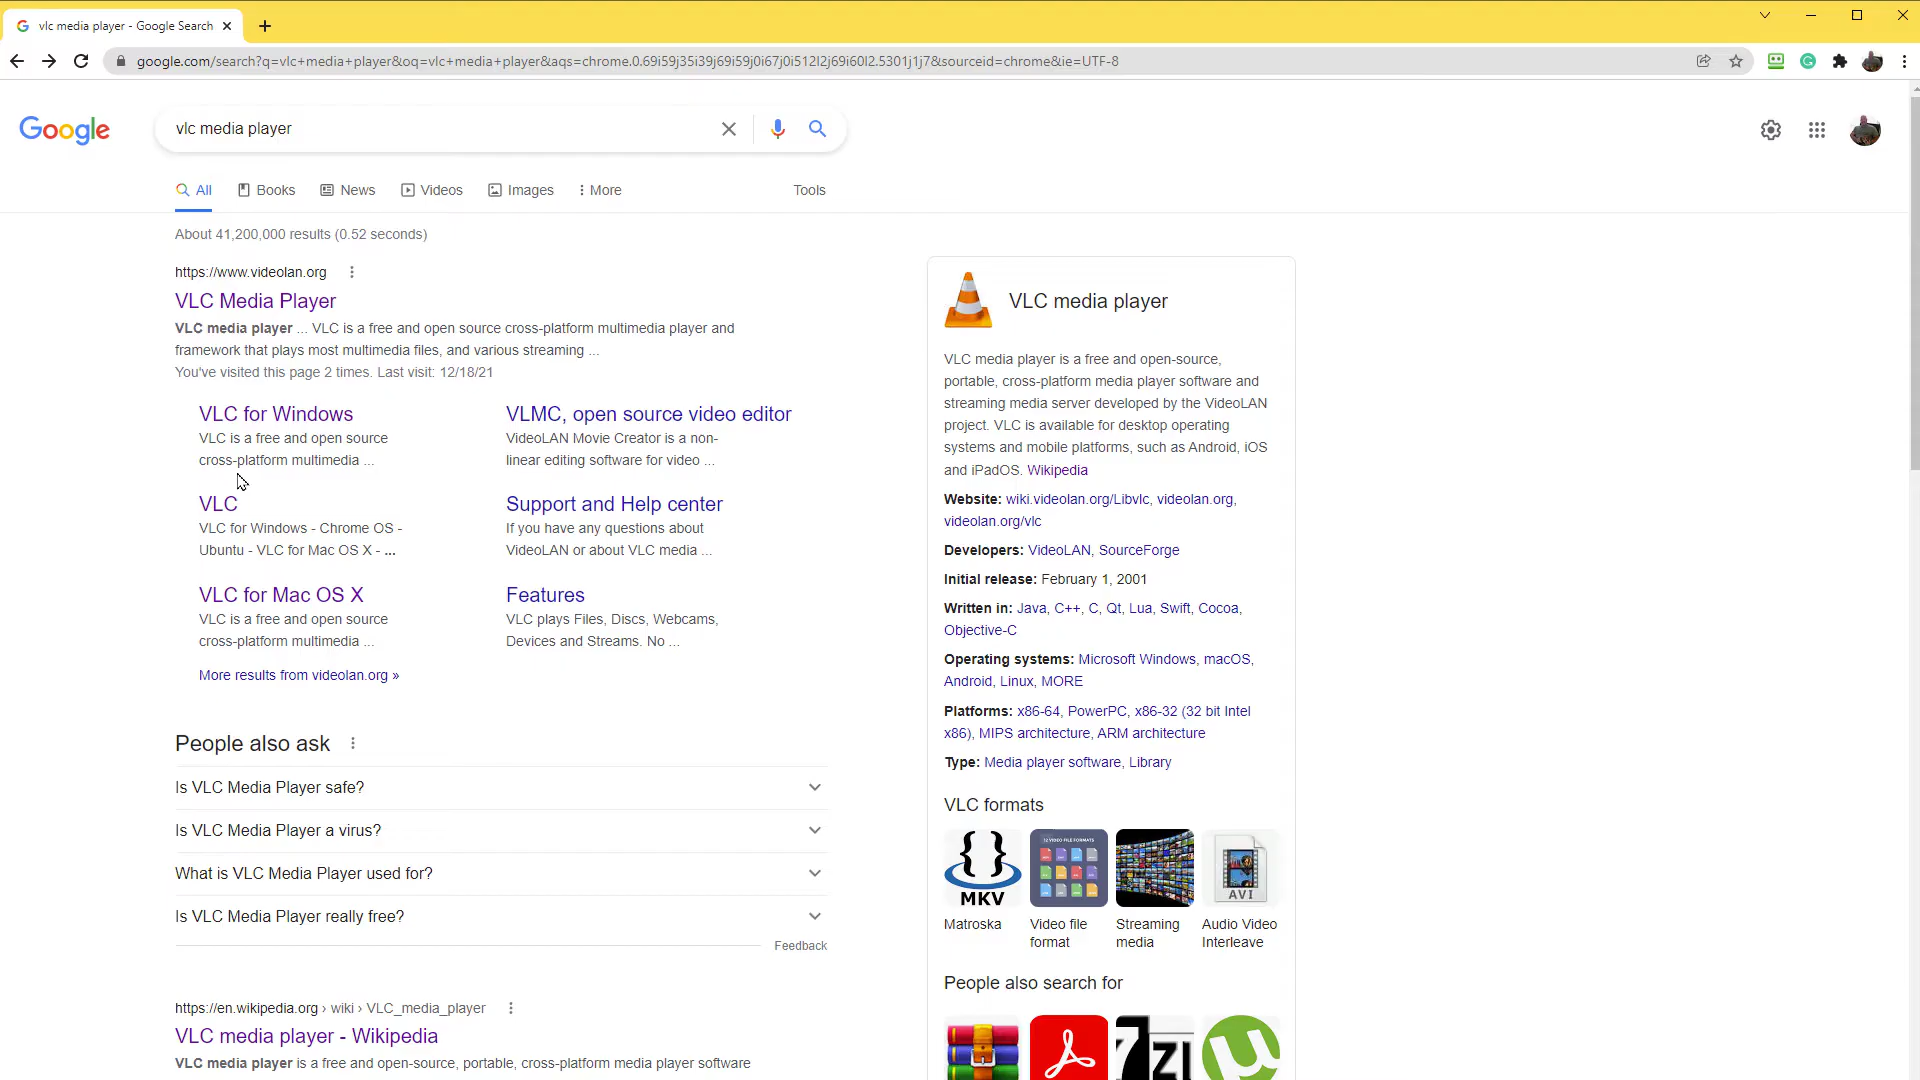 vlc media player - Google Search
google.com/search?q=vlc+media+player&oq=vlc+media+player&aqs=chrome.0.69i59j35i39j69i59j0i67j0i512l2j69i60l2.5301j1j7&sourceid=chrome&ie=UTF-8
Google
vlc media player
All
Books
News
Videos
Images
More
Tools
About 41,200,000 results (0.52 seconds)
https://www.videolan.org
VLC Media Player
VLC media player ... VLC is a free and open source cross-platform multimedia player and
framework that plays most multimedia files, and various streaming ...
You've visited this page 2 times. Last visit: 12/18/21
VLC for Windows
VLC is a free and open source
cross-platform multimedia ...
VLMC, open source video editor
VideoLAN Movie Creator is a non-
linear editing software for video ...
VLC
VLC for Windows - Chrome OS -
Ubuntu - VLC for Mac OS X - ...
Support and Help center
If you have any questions about
VideoLAN or about VLC media ...
VLC for Mac OS X
VLC is a free and open source
cross-platform multimedia ...
Features
VLC plays Files, Discs, Webcams,
Devices and Streams. No ...
More results from videolan.org »
People also ask
Is VLC Media Player safe?
Is VLC Media Player a virus?
What is VLC Media Player used for?
Is VLC Media Player really free?
Feedback
https://en.wikipedia.org › wiki › VLC_media_player
VLC media player - Wikipedia
VLC media player is a free and open-source, portable, cross-platform media player software
VLC media player
VLC media player is a free and open-source,
portable, cross-platform media player software and
streaming media server developed by the VideoLAN
project. VLC is available for desktop operating
systems and mobile platforms, such as Android, iOS
and iPadOS. Wikipedia
Website: wiki.videolan.org/Libvlc, videolan.org,
videolan.org/vlc
Developers: VideoLAN, SourceForge
Initial release: February 1, 2001
Written in: Java, C++, C, Qt, Lua, Swift, Cocoa,
Objective-C
Operating systems: Microsoft Windows, macOS,
Android, Linux, MORE
Platforms: x86-64, PowerPC, x86-32 (32 bit Intel
x86), MIPS architecture, ARM architecture
Type: Media player software, Library
VLC formats
{} MKV
12 VIDEO FILE FORMATS
AVI
Matroska
Video file
format
Streaming
media
Audio Video
Interleave
People also search for
7 ZI